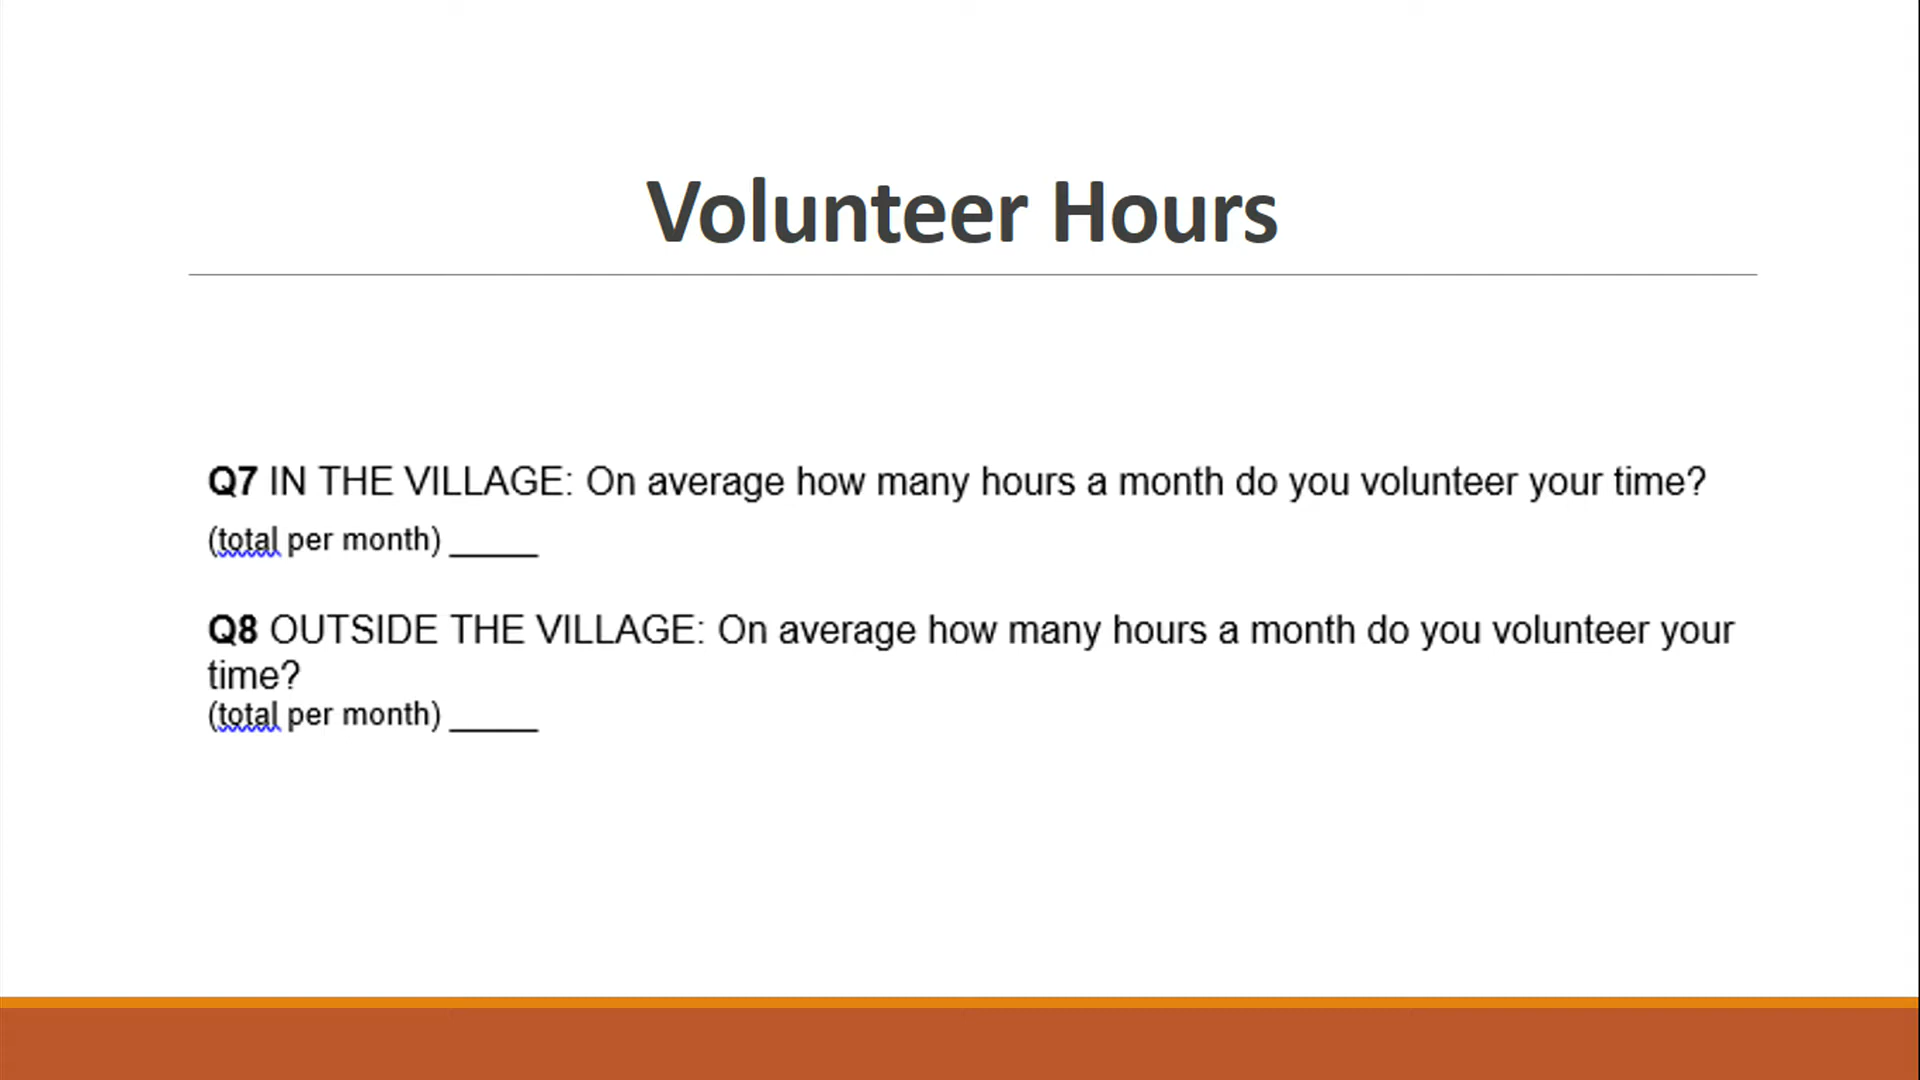 Volunteer Hours
Q7 IN THE VILLAGE: On average how many hours a month do you volunteer your time?
(total per month) _____
Q8 OUTSIDE THE VILLAGE: On average how many hours a month do you volunteer your
time?
(total per month) _____